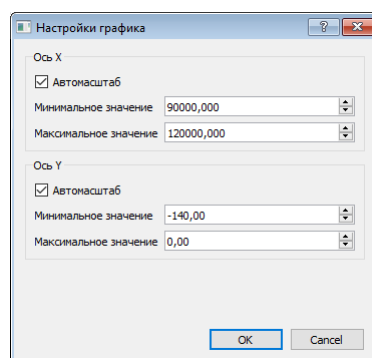 Настройки графика
Ось X
Автомасштаб
Минимальное значение 90000,000
Максимальное значение 120000,000
Ось Y
Автомасштаб
Минимальное значение -140,00
Максимальное значение 0,00
OK Cancel